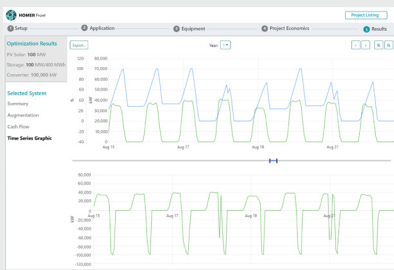 HOMER Front
Project Listing
1 Setup
2 Application
3 Equipment
4 Project Economics
5 Results
Optimization Results
PV Solar: 100 MW
Storage: 100 MW/400 MWh
Converter: 100,000 kW
Selected System
Summary
Augmentation
Cash Flow
Time Series Graphic
Export...
Year: 1
120 80,000
100 70,000
80 60,000
60 50,000
% 40 kW 40,000
20 30,000
0 20,000
-20 10,000
-40 0
Aug 15 Aug 17 Aug 19 Aug 21
80,000
60,000
40,000
20,000
0
Aug 15 Aug 17 Aug 19 Aug 21
-20,000
kW
-40,000
-60,000
-80,000
-100,000
-120,000